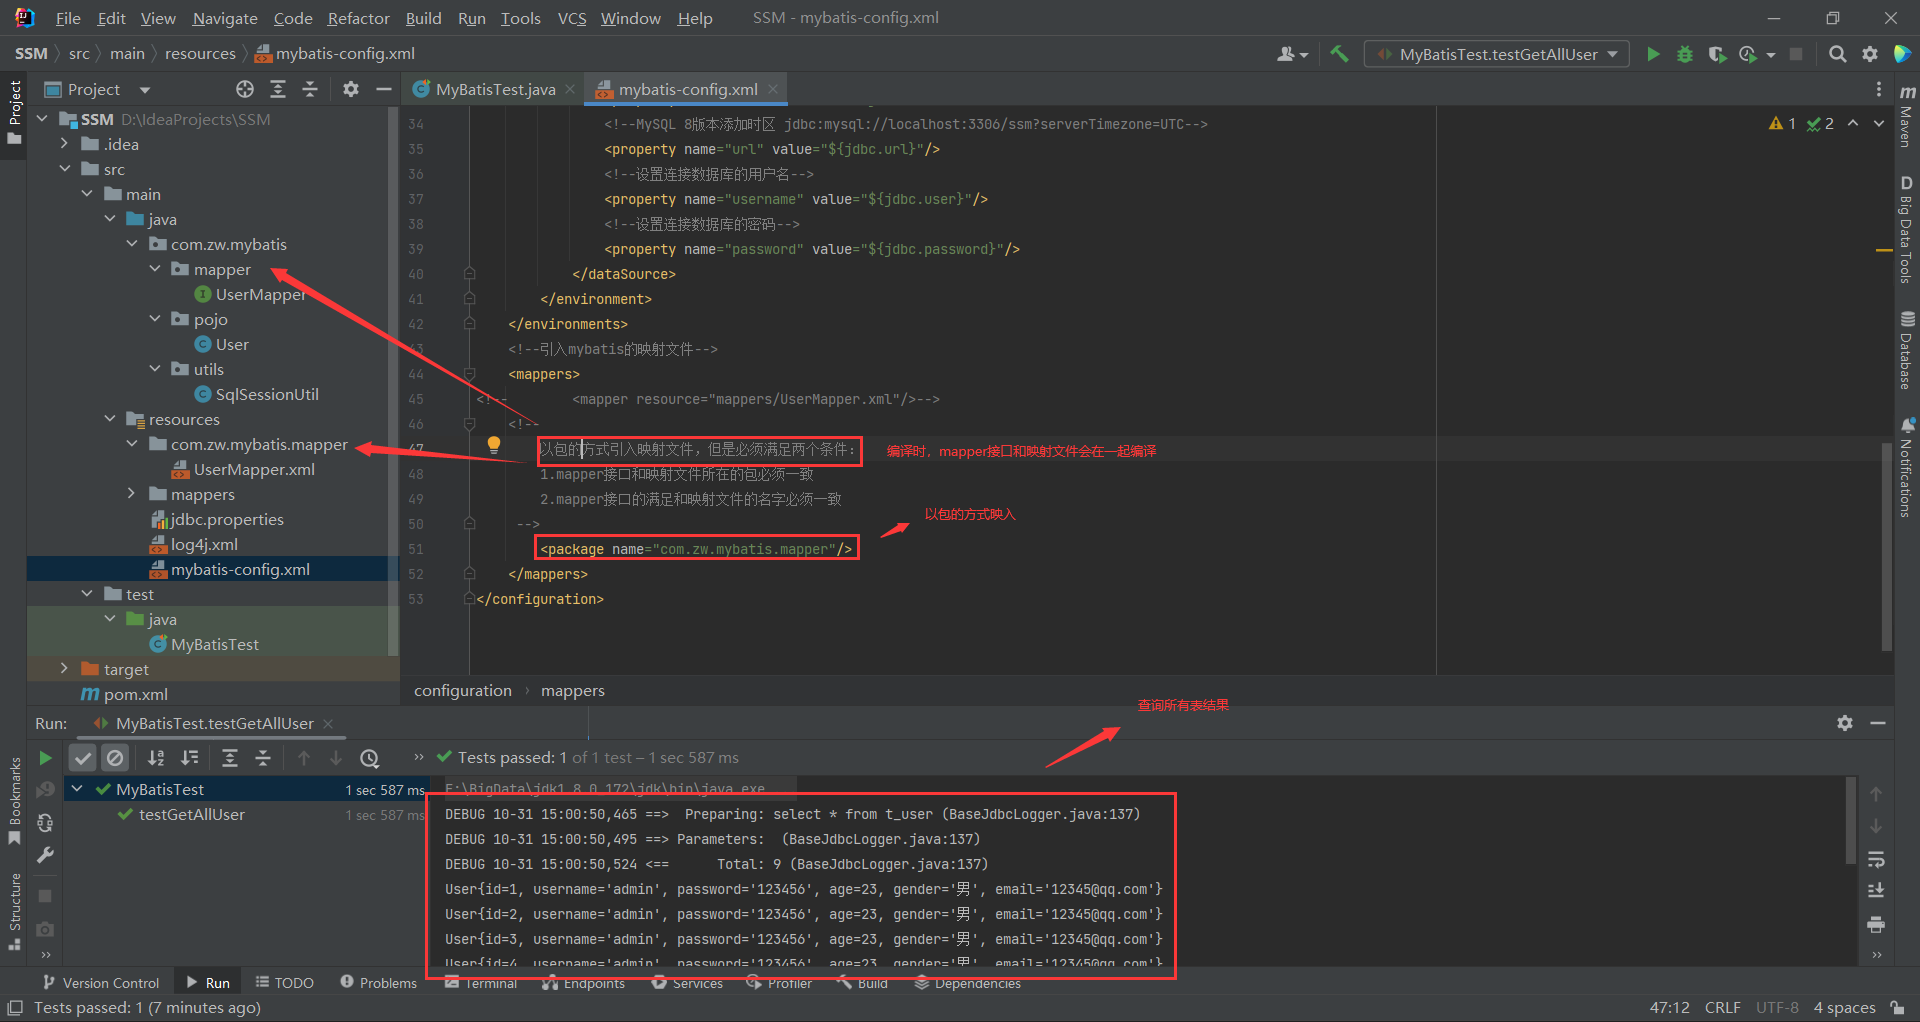 File Edit View Navigate Code Refactor Build Run Tools VCS Window Help SSM - mybatis-config.xml
SSM src main resources mybatis-config.xml MyBatisTest.testGetAllUser
Project
MyBatisTest.java mybatis-config.xml
Project
SSM D:\IdeaProjects\SSM
.idea
src
main
java
com.zw.mybatis
mapper
UserMapper
pojo
User
utils
SqlSessionUtil
resources
com.zw.mybatis.mapper
UserMapper.xml
mappers
jdbc.properties
log4j.xml
mybatis-config.xml
test
java
MyBatisTest
target
pom.xml
34 <!--MySQL 8版本添加时区 jdbc:mysql://localhost:3306/ssm?serverTimezone=UTC-->
35 <property name="url" value="${jdbc.url}"/>
36 <!--设置连接数据库的用户名-->
37 <property name="username" value="${jdbc.user}"/>
38 <!--设置连接数据库的密码-->
39 <property name="password" value="${jdbc.password}"/>
40 </dataSource>
41 </environment>
42 </environments>
43 <!--引入mybatis的映射文件-->
44 <mappers>
45 <!-- <mapper resource="mappers/UserMapper.xml"/>-->
46 <!--
47 以包的方式引入映射文件，但是必须满足两个条件：
编译时，mapper接口和映射文件会在一起编译
48 1.mapper接口和映射文件所在的包必须一致
49 2.mapper接口的满足和映射文件的名字必须一致
50 -->
以包的方式映入
51 <package name="com.zw.mybatis.mapper"/>
52 </mappers>
53 </configuration>
1 2
Maven
Big Data Tools
Database
Notifications
configuration › mappers
查询所有表结果
Run: MyBatisTest.testGetAllUser
Tests passed: 1 of 1 test – 1 sec 587 ms
MyBatisTest 1 sec 587 ms
testGetAllUser 1 sec 587 ms
E:\BigData\jdk1.8.0_172\jdk\bin\java.exe ...
DEBUG 10-31 15:00:50,465 ==>  Preparing: select * from t_user (BaseJdbcLogger.java:137)
DEBUG 10-31 15:00:50,495 ==> Parameters:  (BaseJdbcLogger.java:137)
DEBUG 10-31 15:00:50,524 <==      Total: 9 (BaseJdbcLogger.java:137)
User{id=1, username='admin', password='123456', age=23, gender='男', email='12345@qq.com'}
User{id=2, username='admin', password='123456', age=23, gender='男', email='12345@qq.com'}
User{id=3, username='admin', password='123456', age=23, gender='男', email='12345@qq.com'}
User{id=4, username='admin', password='123456', age=23, gender='男', email='12345@qq.com'}
Bookmarks
Structure
Version Control Run TODO Problems Terminal Endpoints Services Profiler Build Dependencies
Tests passed: 1 (7 minutes ago) 47:12 CRLF UTF-8 4 spaces